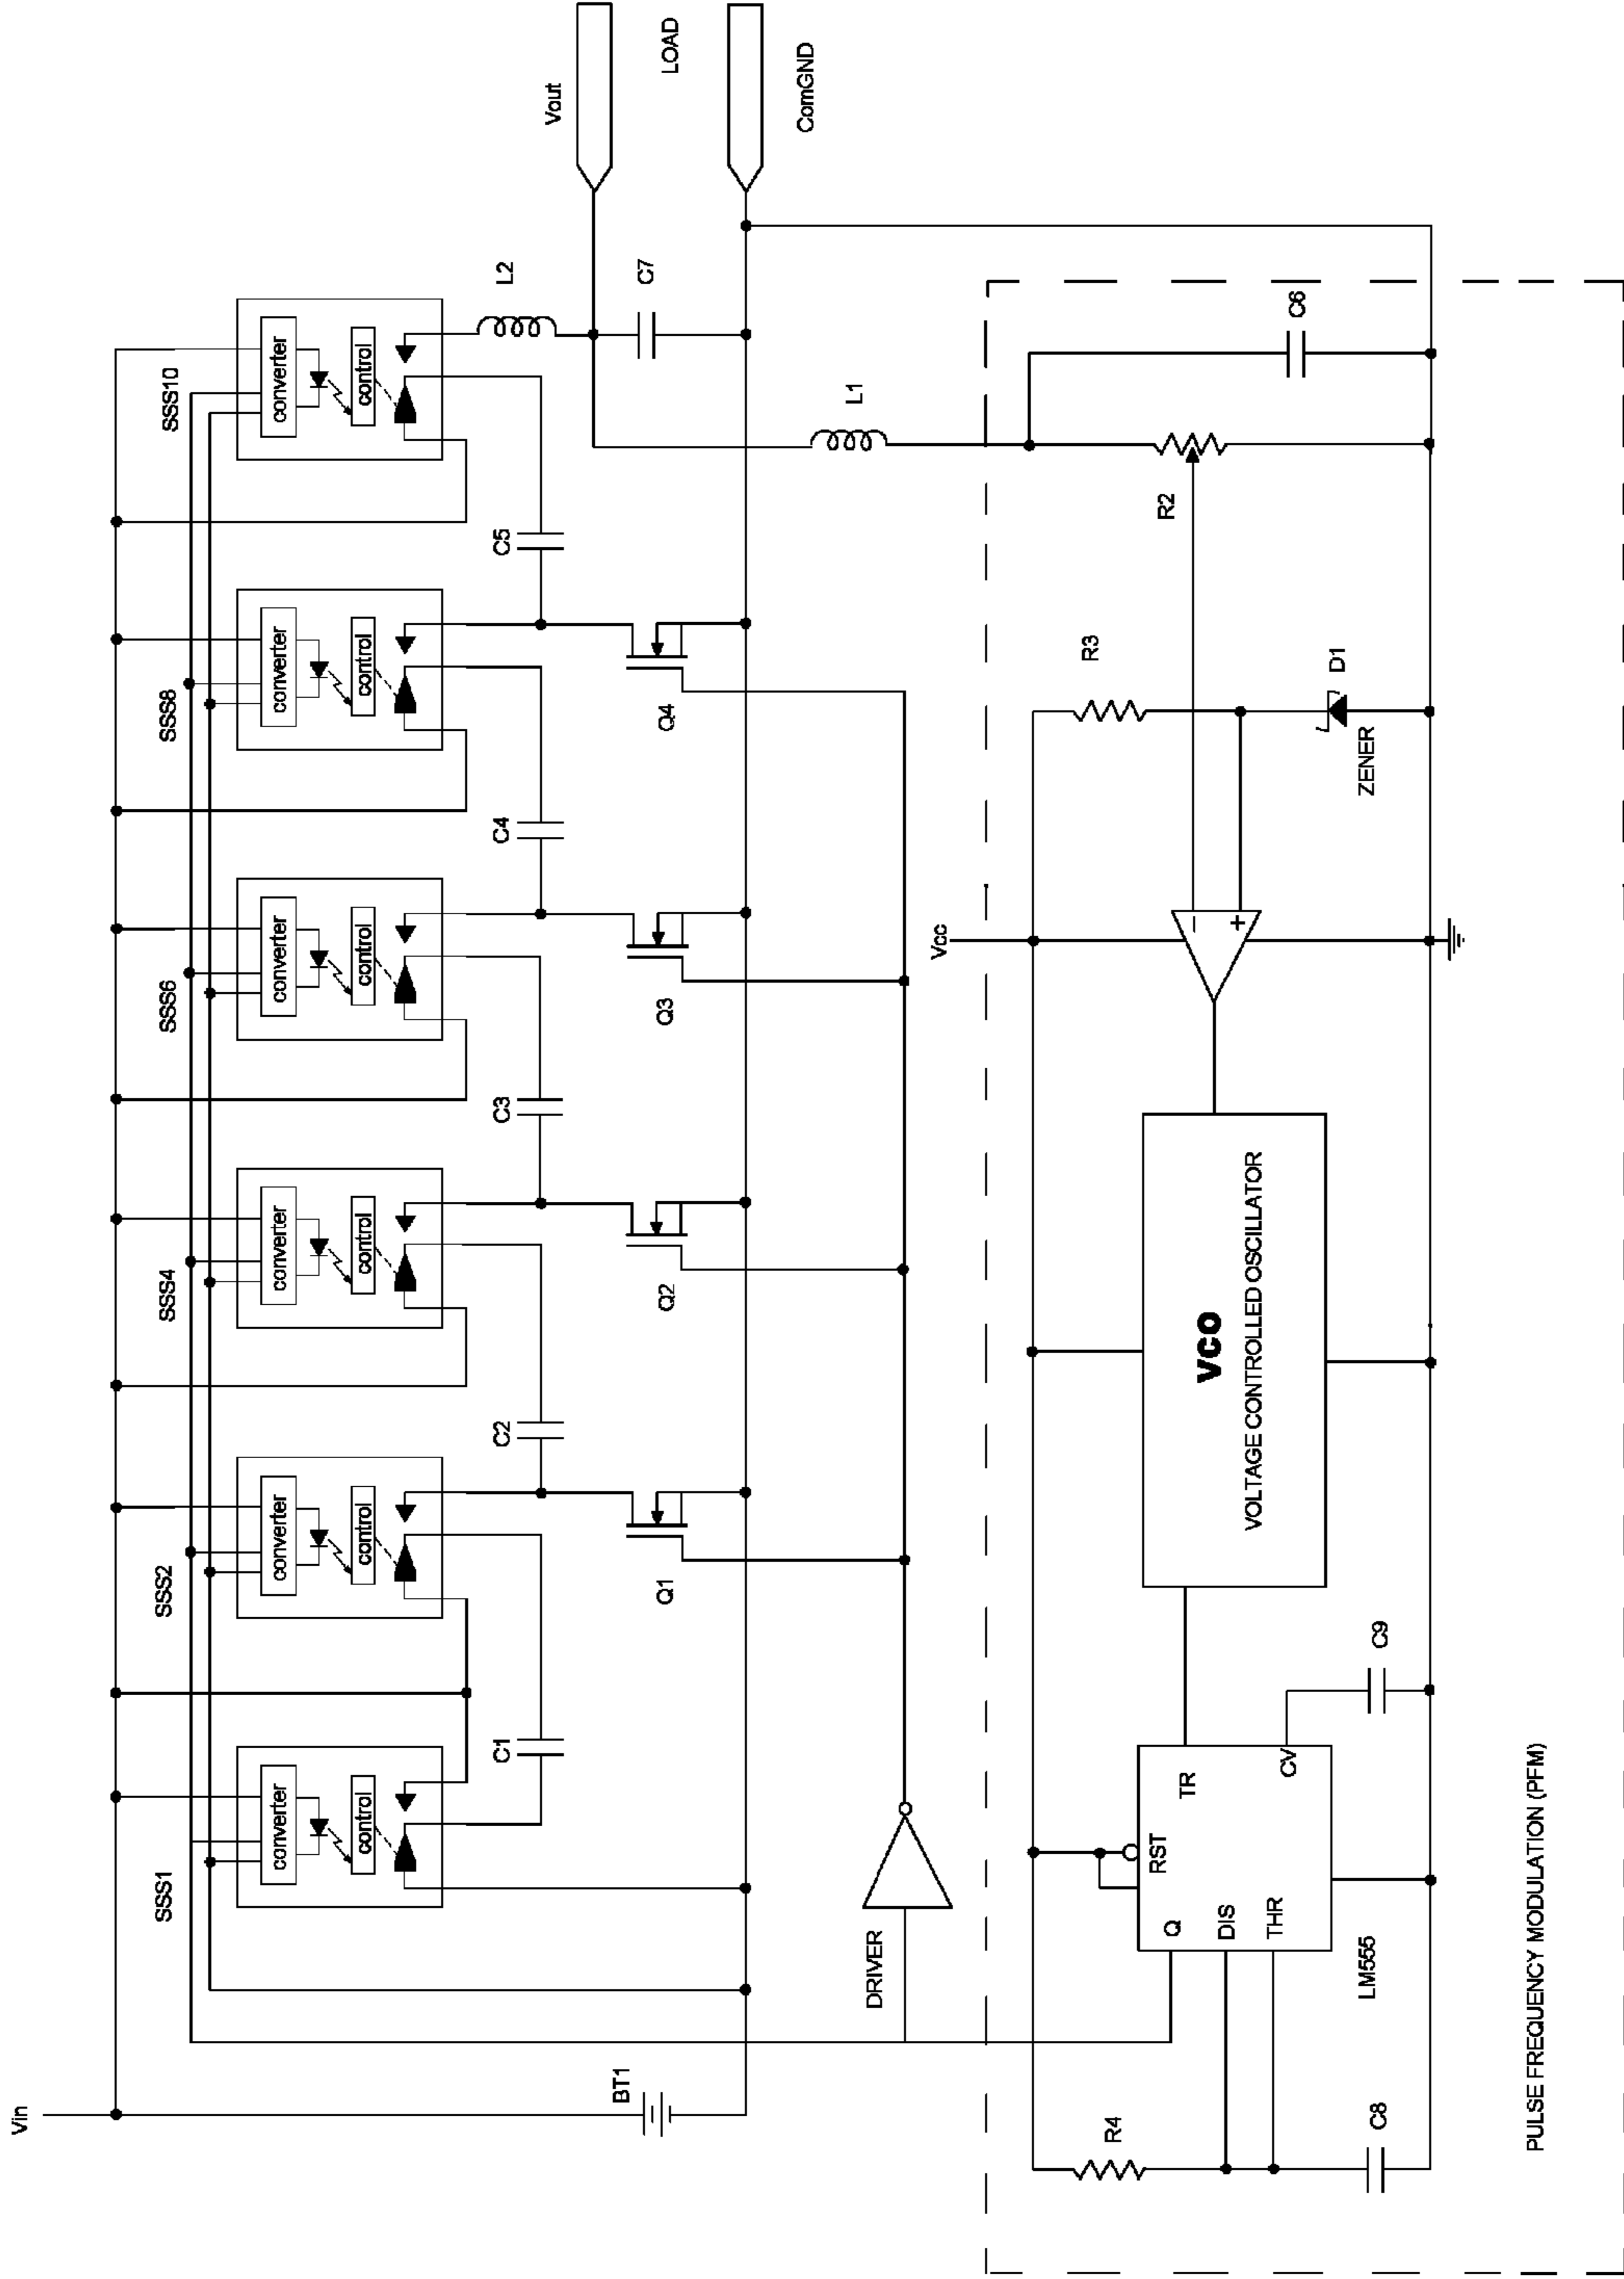 Vin
SSS1
SSS2
SSS4
SSS6
SSS8
SSS10
converter
converter
converter
converter
converter
converter
control
control
control
control
control
control
C1
C2
C3
C4
C5
L2
Vout
BT1
Q1
Q2
Q3
Q4
C7
LOAD
ComGND
DRIVER
L1
Vcc
R4
R3
R2
C6
Q
RST
TR
DIS
THR
CV
LM555
C8
C9
VCO
VOLTAGE CONTROLLED OSCILLATOR
−
+
D1
ZENER
PULSE FREQUENCY MODULATION (PFM)